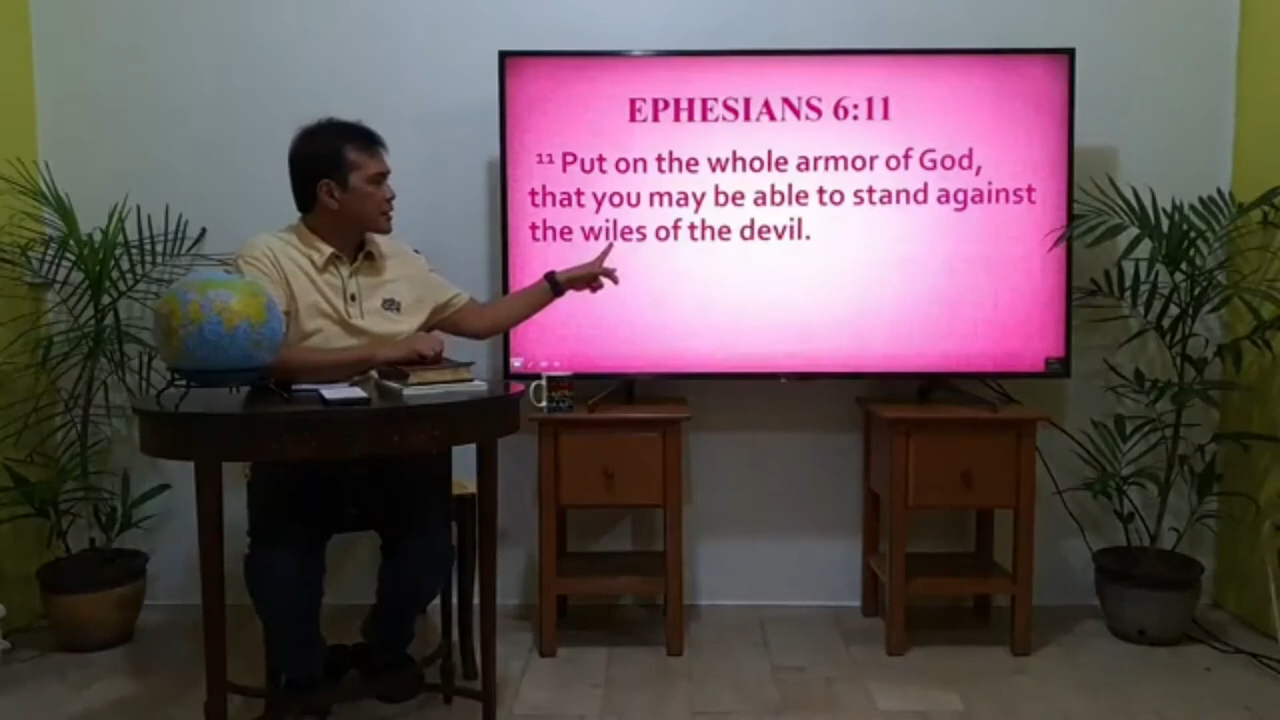 EPHESIANS 6:11
11 Put on the whole armor of God,
that you may be able to stand against
the wiles of the devil.